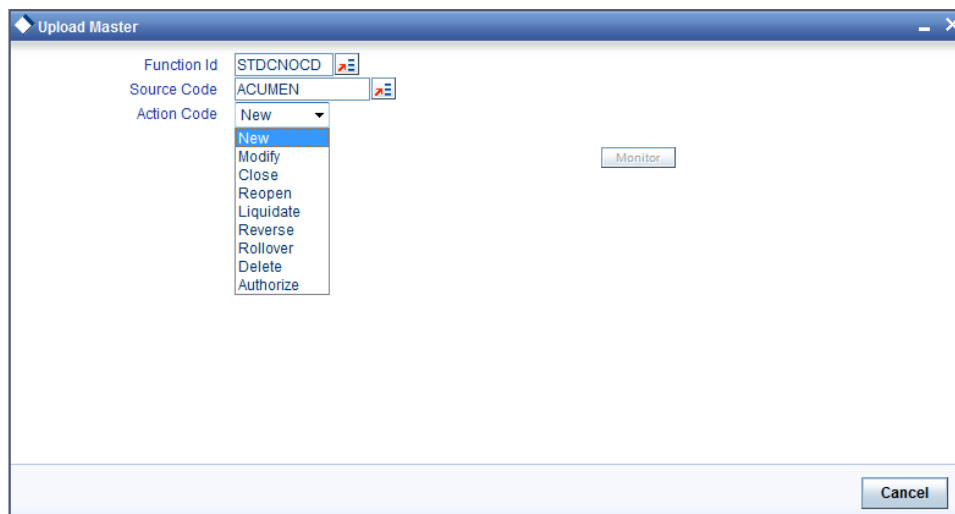 Upload Master
Function Id STDCNOCD
Source Code ACUMEN
Action Code New
New
Modify
Monitor
Close
Reopen
Liquidate
Reverse
Rollover
Delete
Authorize
Cancel